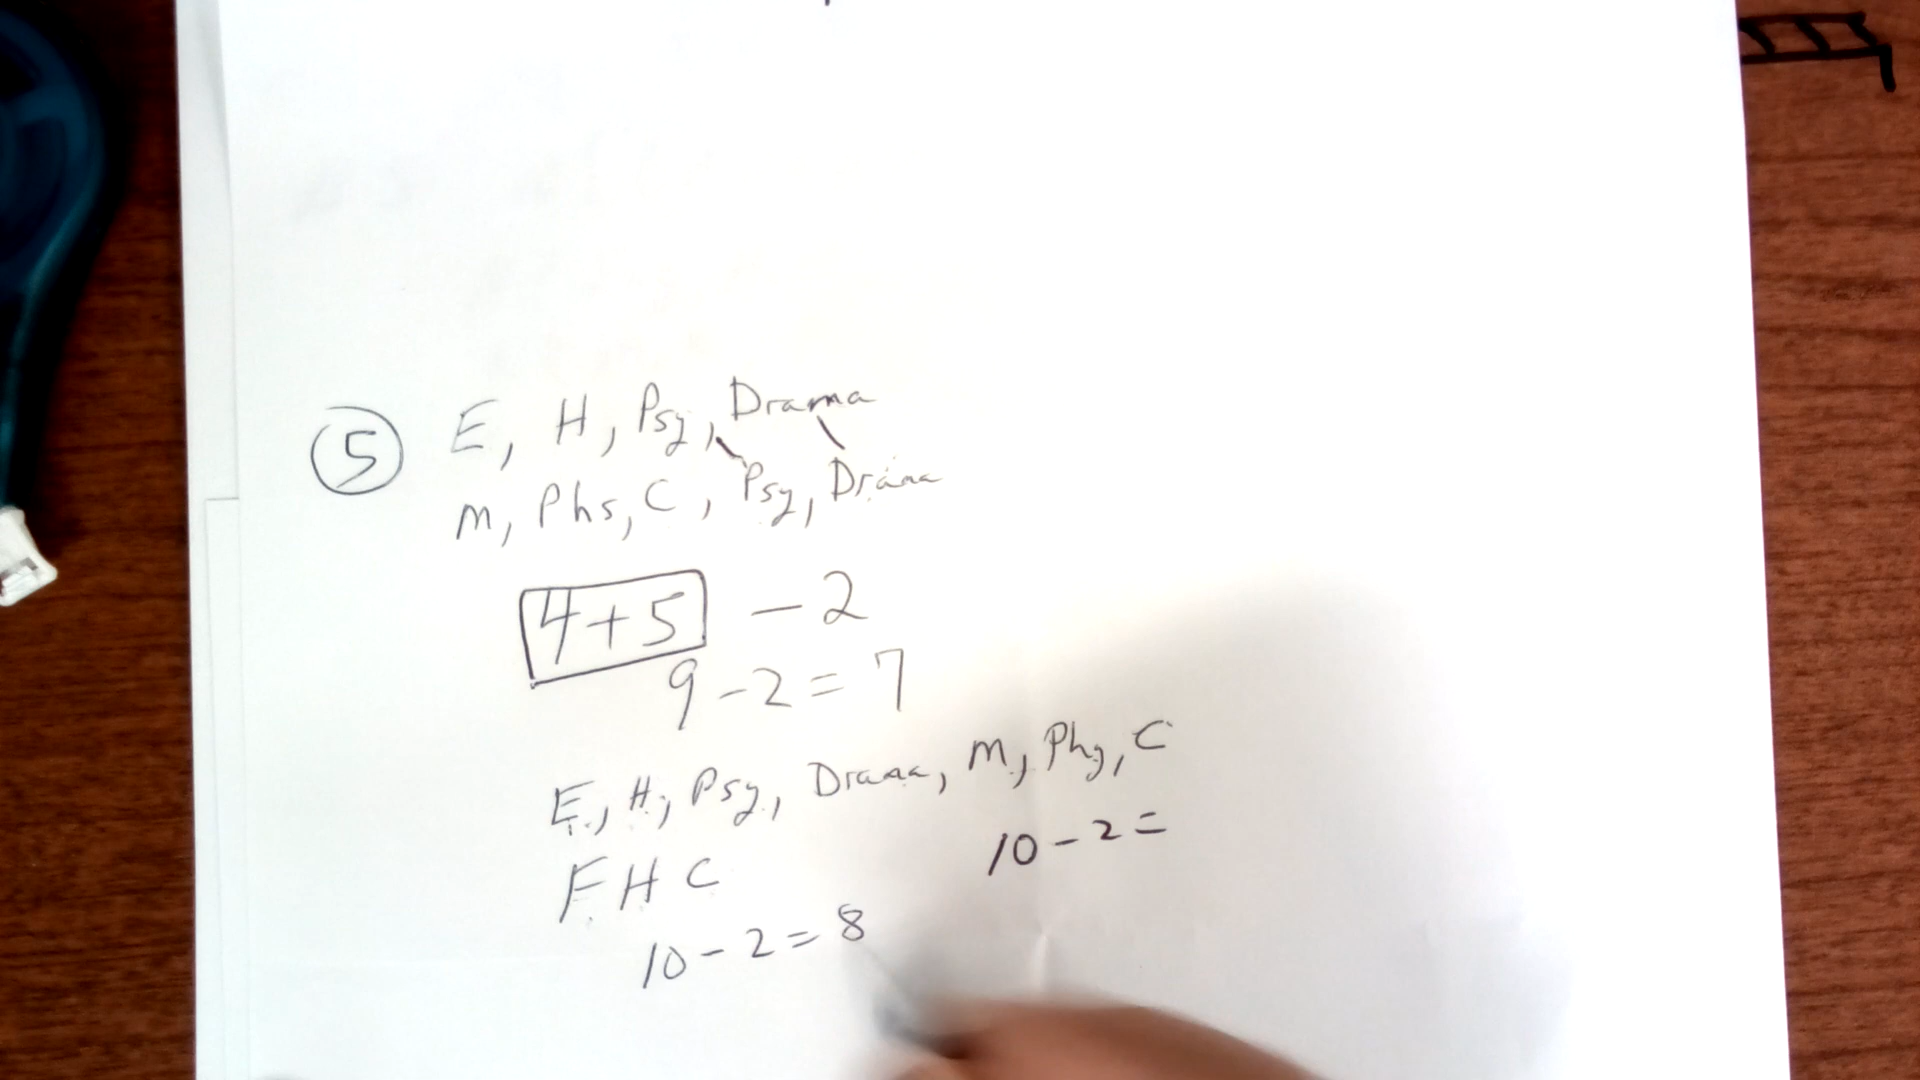 5 E, H, Psy, Drama
M, Phs, C, Psy, Drama
4+5 - 2
9 - 2 = 7
E, H, Psy, Drama, M, Phy, C
10 - 2 =
F H C
10 - 2 = 8